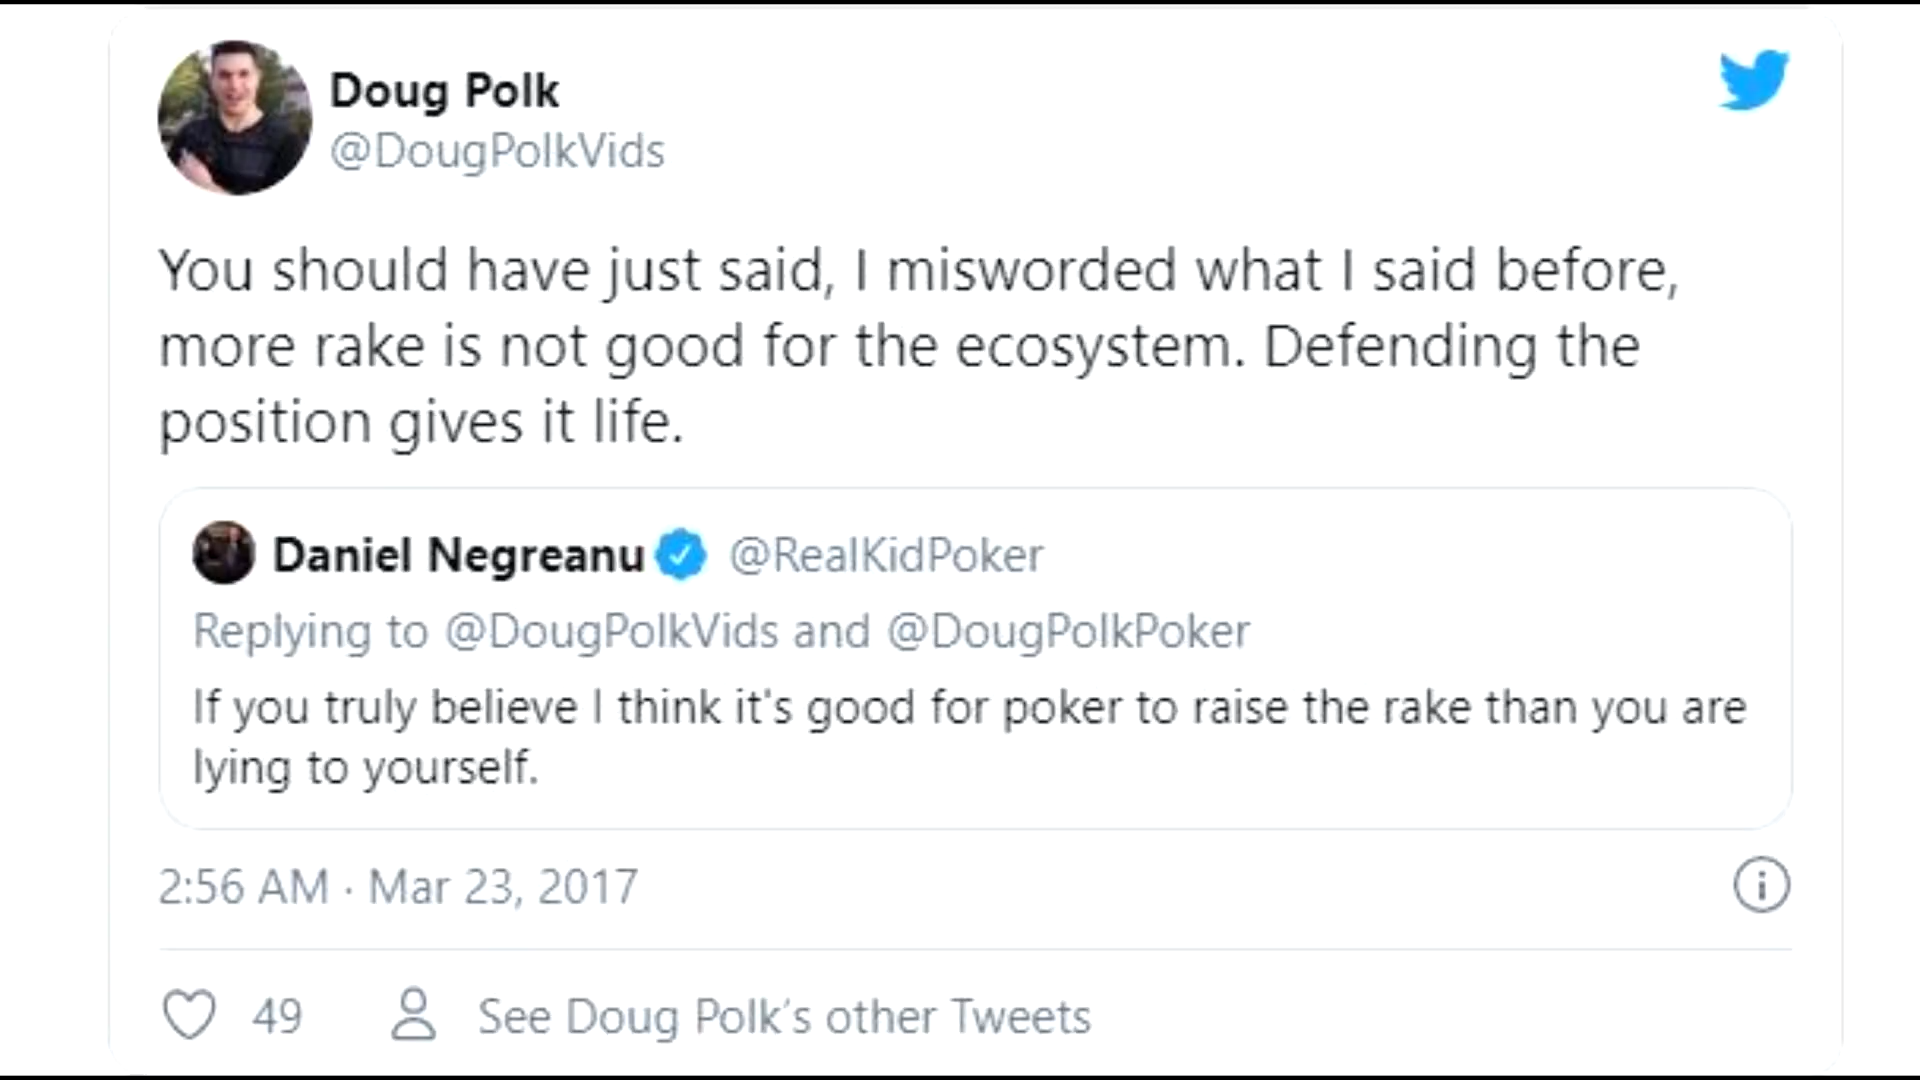 Doug Polk
@DougPolkVids
You should have just said, I misworded what I said before,
more rake is not good for the ecosystem. Defending the
position gives it life.
Daniel Negreanu @RealKidPoker
Replying to @DougPolkVids and @DougPolkPoker
If you truly believe I think it's good for poker to raise the rake than you are
lying to yourself.
2:56 AM · Mar 23, 2017
49 See Doug Polk's other Tweets